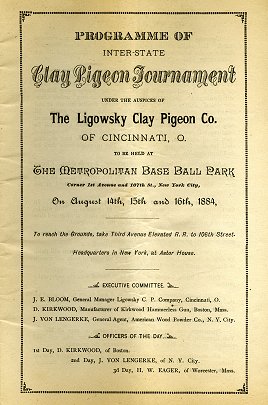 PROGRAMME OF
INTER-STATE
Clay Pigeon Tournament
UNDER THE AUSPICES OF
The Ligowsky Clay Pigeon Co.
OF CINCINNATI, O.
TO BE HELD AT
THE METROPOLITAN BASE BALL PARK
Corner 1st Avenue and 107th St., New York City,
On August 14th, 15th and 16th, 1884,
To reach the Grounds, take Third Avenue Elevated R. R. to 106th Street.
Headquarters in New York, at Astor House.
EXECUTIVE COMMITTEE.
J. E. BLOOM, General Manager Ligowsky C. P. Company, Cincinnati, O.
D. KIRKWOOD, Manufacturer of Kirkwood Hammerless Gun, Boston, Mass.
J. VON LENGERKE, General Agent, American Wood Powder Co., N. Y. City.
OFFICERS OF THE DAY.
1st Day, D. KIRKWOOD, of Boston.
2nd Day, J. VON LENGERKE, of N. Y. City.
3d Day, H. W. EAGER, of Worcester, Mass.